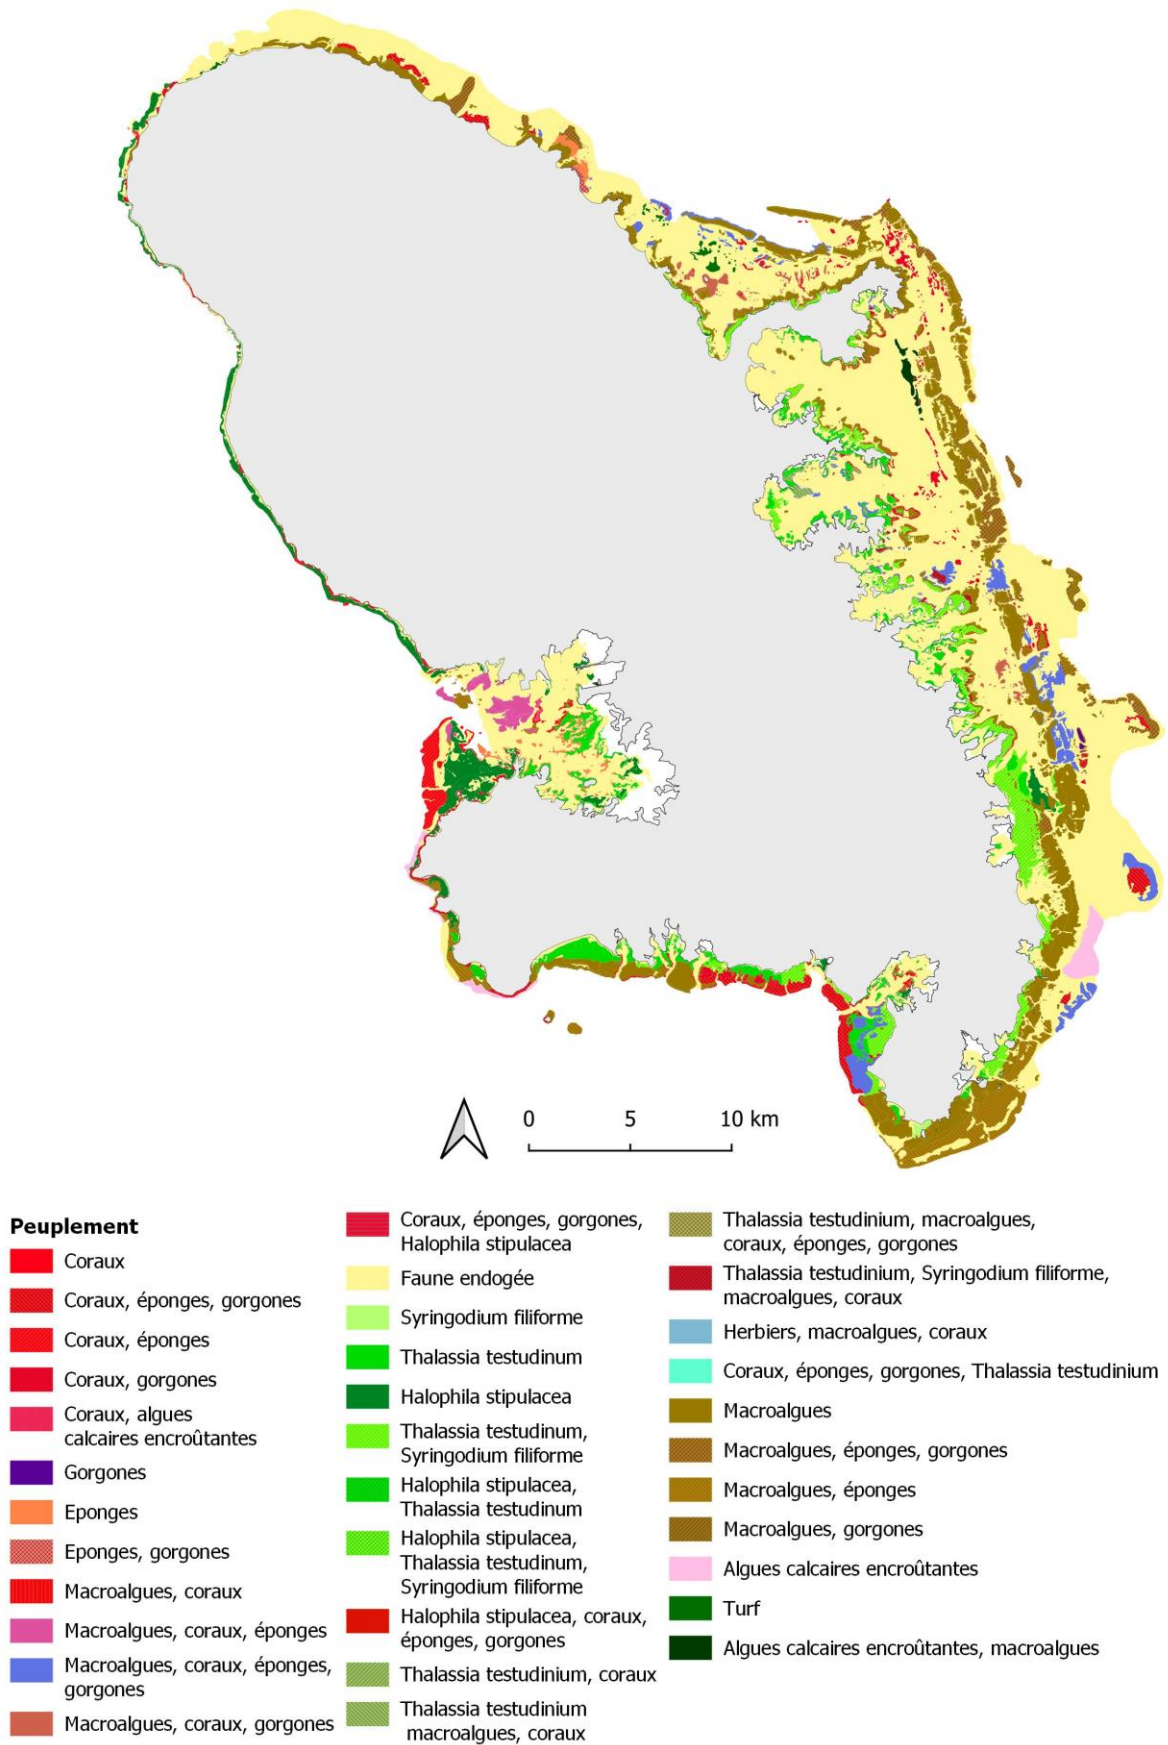 0 5 10 km
Peuplement
Coraux
Coraux, éponges, gorgones
Coraux, éponges
Coraux, gorgones
Coraux, algues
calcaires encroûtantes
Gorgones
Eponges
Eponges, gorgones
Macroalgues, coraux
Macroalgues, coraux, éponges
Macroalgues, coraux, éponges,
gorgones
Macroalgues, coraux, gorgones
Coraux, éponges, gorgones,
Halophila stipulacea
Faune endogée
Syringodium filiforme
Thalassia testudinum
Halophila stipulacea
Thalassia testudinum,
Syringodium filiforme
Halophila stipulacea,
Thalassia testudinum
Halophila stipulacea,
Thalassia testudinum,
Syringodium filiforme
Halophila stipulacea, coraux,
éponges, gorgones
Thalassia testudinium, coraux
Thalassia testudinium
macroalgues, coraux
Thalassia testudinium, macroalgues,
coraux, éponges, gorgones
Thalassia testudinium, Syringodium filiforme,
macroalgues, coraux
Herbiers, macroalgues, coraux
Coraux, éponges, gorgones, Thalassia testudinium
Macroalgues
Macroalgues, éponges, gorgones
Macroalgues, éponges
Macroalgues, gorgones
Algues calcaires encroûtantes
Turf
Algues calcaires encroûtantes, macroalgues